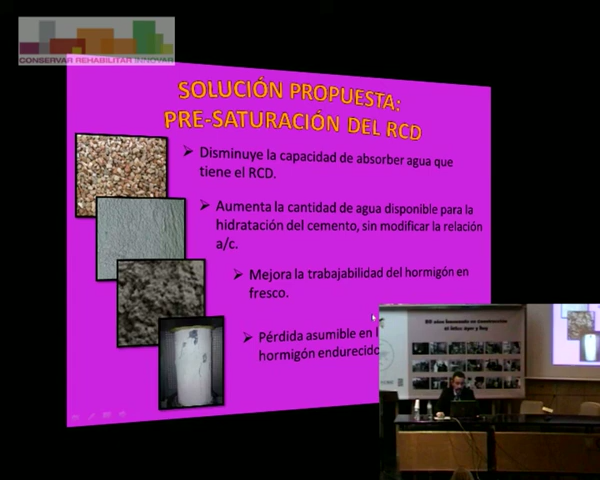 CONSERVAR REHABILITAR INNOVAR
SOLUCIÓN PROPUESTA:
PRE-SATURACIÓN DEL RCD
Disminuye la capacidad de absorber agua que
tiene el RCD.
Aumenta la cantidad de agua disponible para la
hidratación del cemento, sin modificar la relación
a/c.
Mejora la trabajabilidad del hormigón en
fresco.
Pérdida asumible en
hormigón endurecido